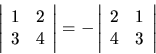 | 1 2 | = − | 2 1 |
| 3 4 |     | 4 3 |